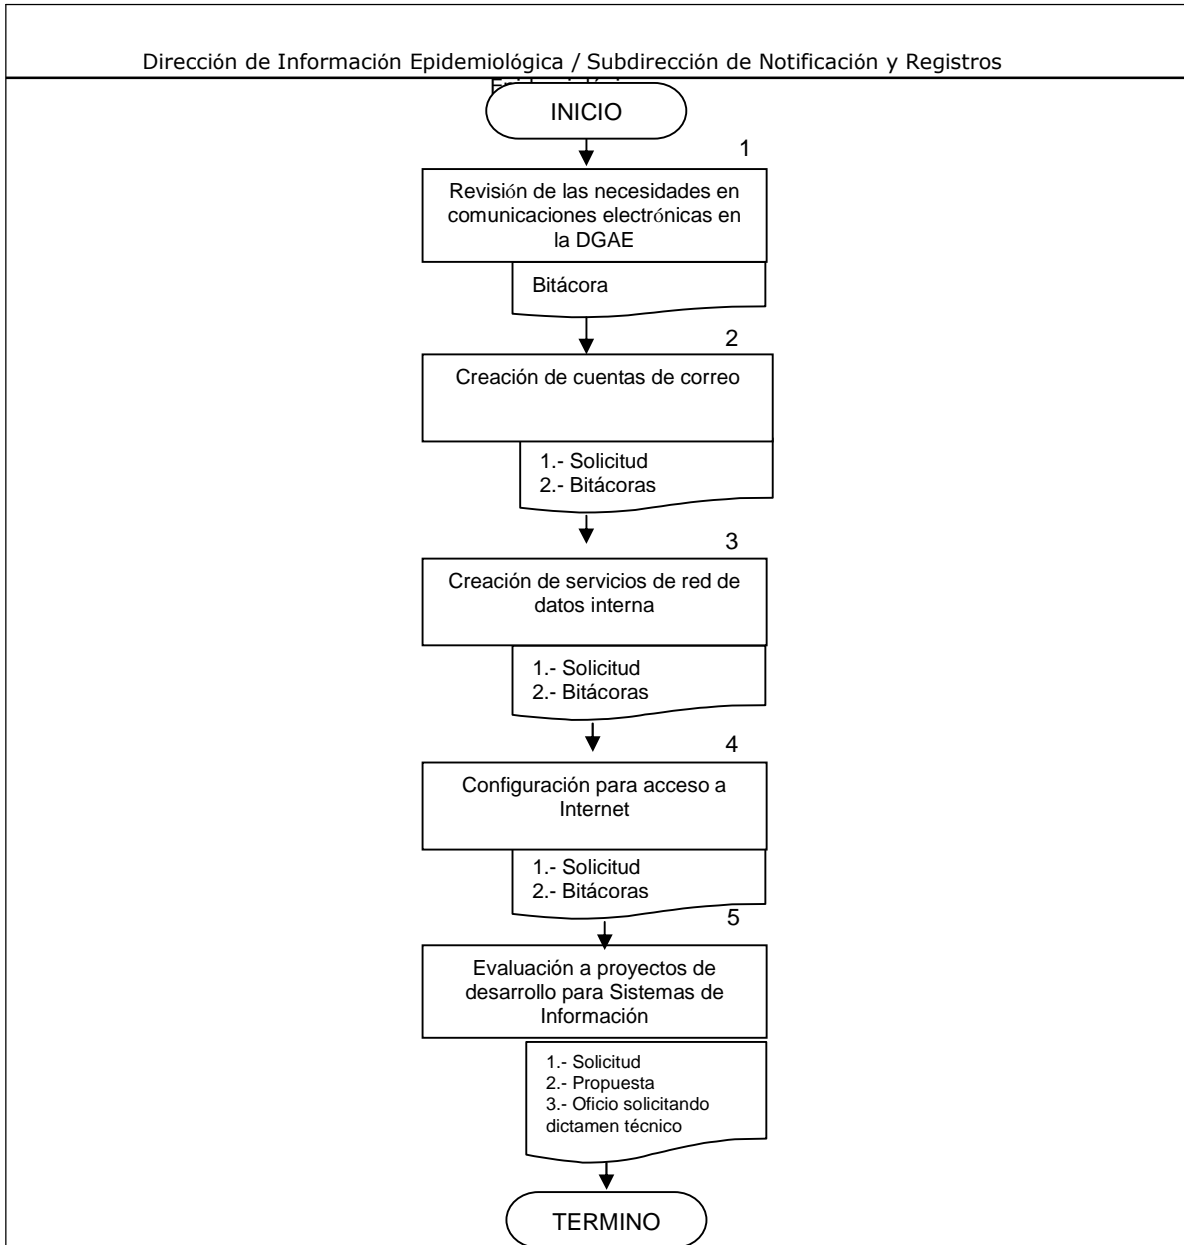 Dirección de Información Epidemiológica / Subdirección de Notificación y Registros
INICIO
1
Revisión de las necesidades en
comunicaciones electrónicas en
la DGAE
Bitácora
2
Creación de cuentas de correo
1.- Solicitud
2.- Bitácoras
3
Creación de servicios de red de
datos interna
1.- Solicitud
2.- Bitácoras
4
Configuración para acceso a
Internet
1.- Solicitud
2.- Bitácoras
5
Evaluación a proyectos de
desarrollo para Sistemas de
Información
1.- Solicitud
2.- Propuesta
3.- Oficio solicitando
dictamen técnico
TERMINO